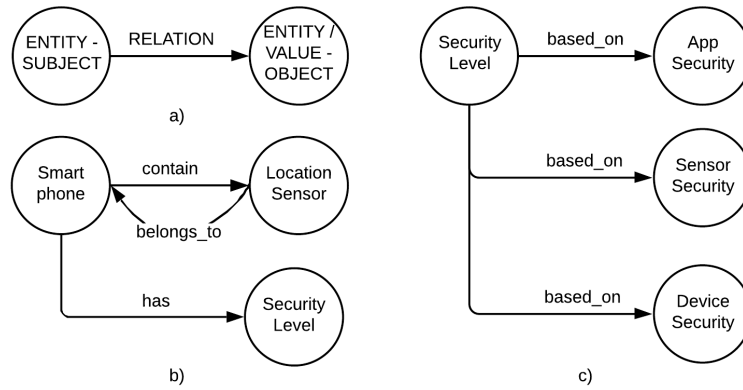 ENTITY -
SUBJECT
RELATION
ENTITY /
VALUE -
OBJECT
a)
Smart
phone
contain
Location
Sensor
belongs_to
has
Security
Level
b)
Security
Level
based_on
App
Security
based_on
Sensor
Security
based_on
Device
Security
c)